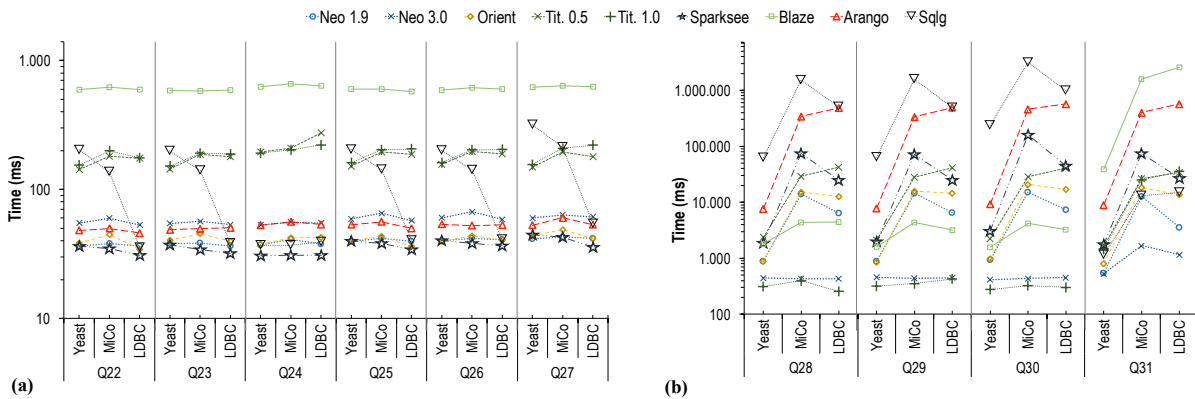 Neo 1.9 Neo 3.0 Orient Tit. 0.5 Tit. 1.0 Sparksee Blaze Arango Sqlg
Time (ms)
1.000
100
10
Yeast MiCo LDBC Yeast MiCo LDBC Yeast MiCo LDBC Yeast MiCo LDBC Yeast MiCo LDBC Yeast MiCo LDBC
Q22 Q23 Q24 Q25 Q26 Q27
(a)
Time (ms)
1.000.000
100.000
10.000
1.000
100
Yeast MiCo LDBC Yeast MiCo LDBC Yeast MiCo LDBC Yeast MiCo LDBC
Q28 Q29 Q30 Q31
(b)